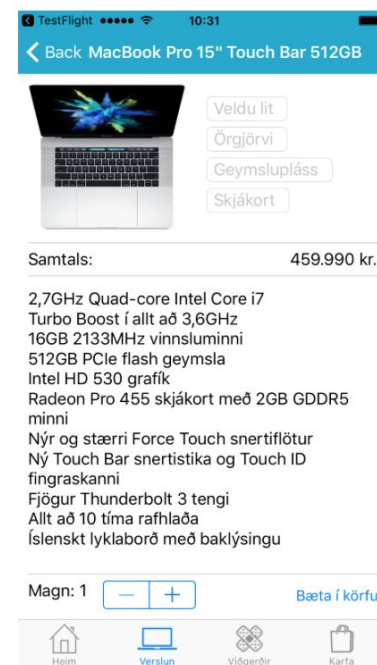 TestFlight 10:31
Back MacBook Pro 15" Touch Bar 512GB
Veldu lit
Örgjörvi
Geymslupláss
Skjákort
Samtals: 459.990 kr.
2,7GHz Quad-core Intel Core i7
Turbo Boost í allt að 3,6GHz
16GB 2133MHz vinnsluminni
512GB PCIe flash geymsla
Intel HD 530 grafík
Radeon Pro 455 skjákort með 2GB GDDR5
minni
Nýr og stærri Force Touch snertiflötur
Ný Touch Bar snertistika og Touch ID
fingraskanni
Fjögur Thunderbolt 3 tengi
Allt að 10 tíma rafhlaða
Íslenskt lyklaborð með baklýsingu
Magn: 1 − + Bæta í körfu
Heim Verslun Viðgerðir Karfa